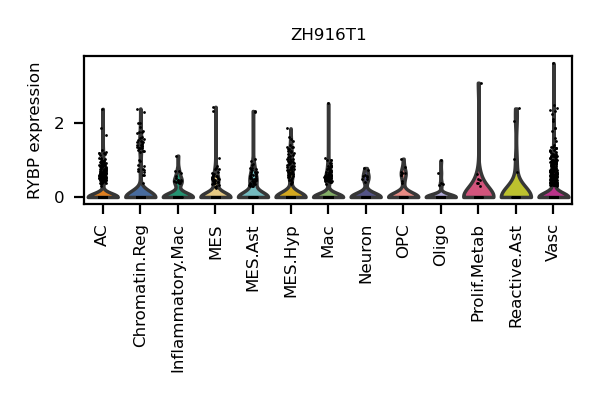 ZH916T1
RYBP expression
2
0
AC
Chromatin.Reg
Inflammatory.Mac
MES
MES.Ast
MES.Hyp
Mac
Neuron
OPC
Oligo
Prolif.Metab
Reactive.Ast
Vasc